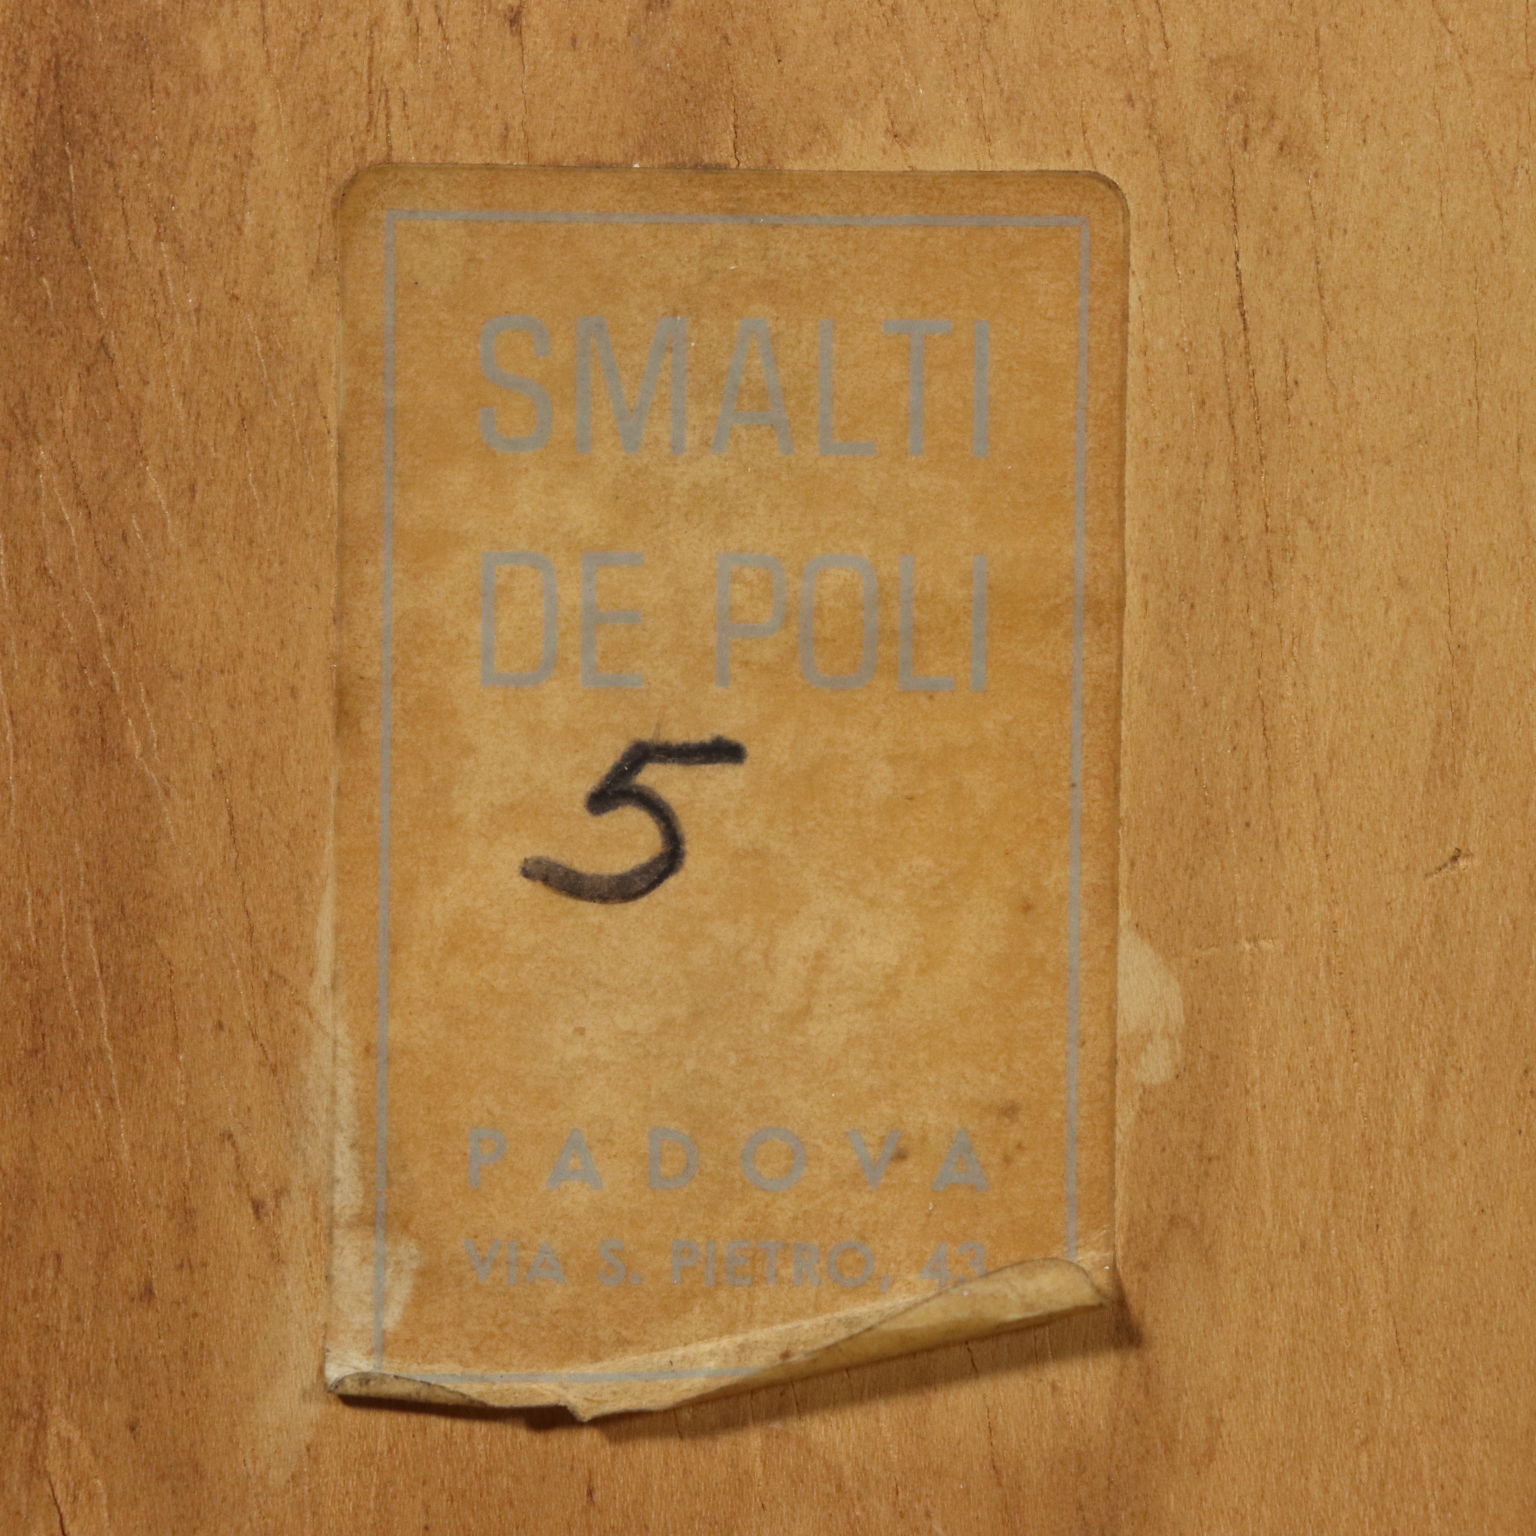 SMALTI
DE POLI
5
PADOVA
VIA S. PIETRO, 43